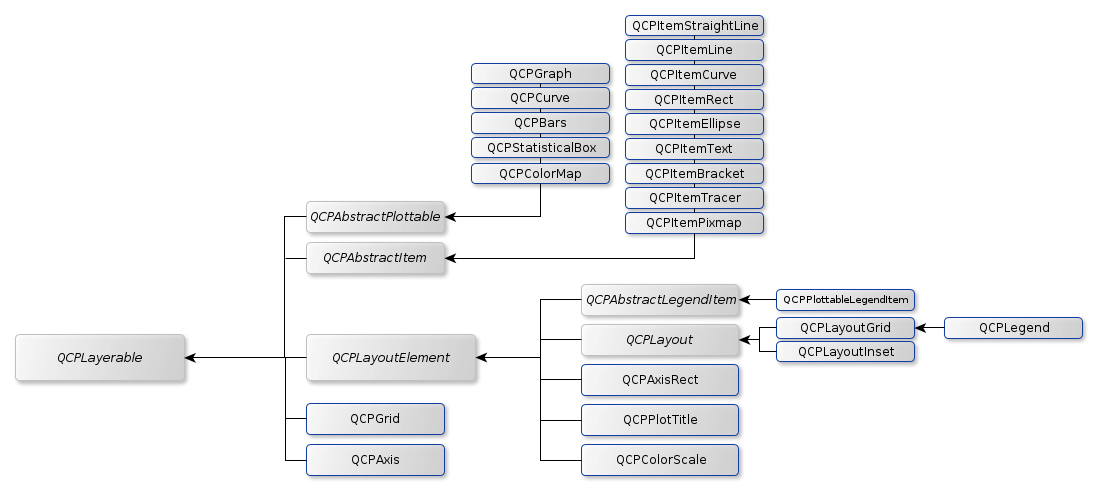 QCPItemStraightLine
QCPItemLine
QCPGraph
QCPItemCurve
QCPCurve
QCPItemRect
QCPBars
QCPItemEllipse
QCPStatisticalBox
QCPItemText
QCPColorMap
QCPItemBracket
QCPItemTracer
QCPAbstractPlottable
QCPItemPixmap
QCPAbstractItem
QCPAbstractLegendItem
QCPPlottableLegendItem
QCPLayoutGrid
QCPLegend
QCPLayout
QCPLayoutInset
QCPLayerable
QCPLayoutElement
QCPAxisRect
QCPGrid
QCPPlotTitle
QCPAxis
QCPColorScale